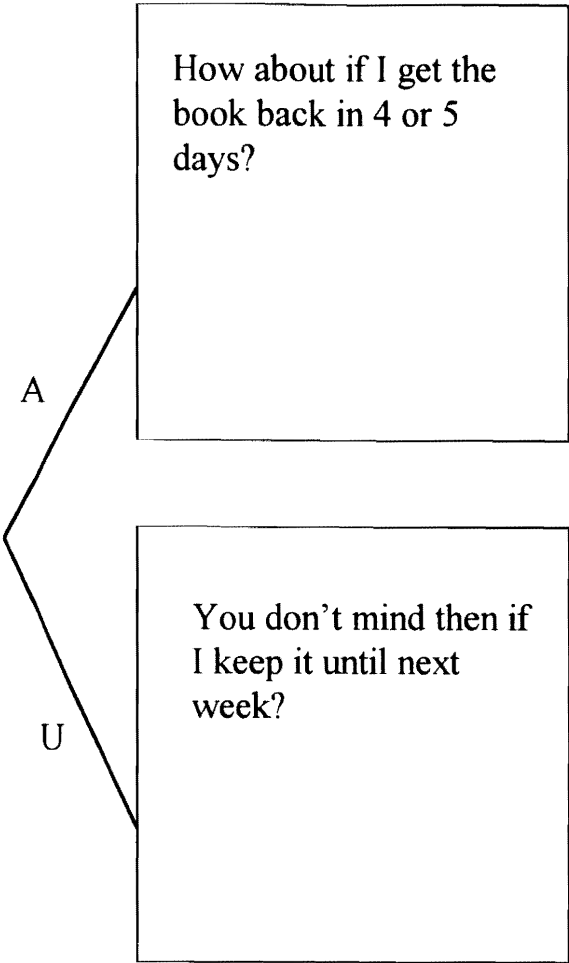 How about if I get the
book back in 4 or 5
days?
A
You don't mind then if
I keep it until next
week?
U